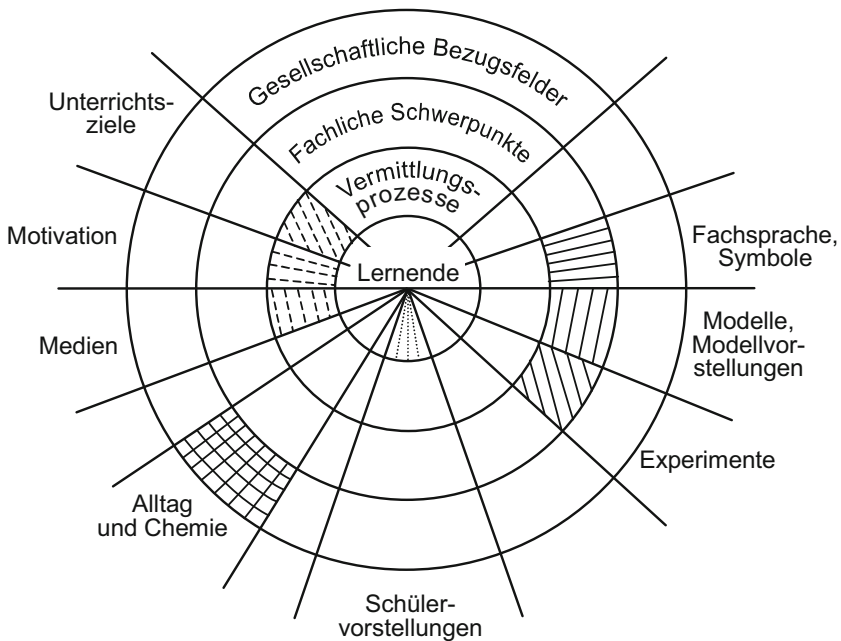 Gesellschaftliche Bezugsfelder
Fachliche Schwerpunkte
Vermittlungs-
prozesse
Lernende
Unterrichts-
ziele
Motivation
Medien
Alltag
und Chemie
Schüler-
vorstellungen
Experimente
Modelle,
Modellvor-
stellungen
Fachsprache,
Symbole